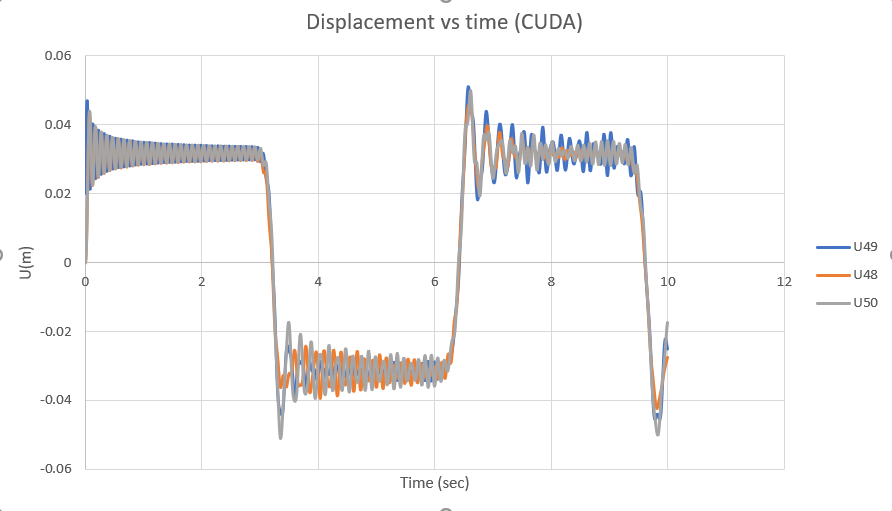 Displacement vs time (CUDA)
0.06
0.04
0.02
0
-0.02
-0.04
-0.06
U(m)
0 2 4 6 8 10 12
Time (sec)
U49
U48
U50